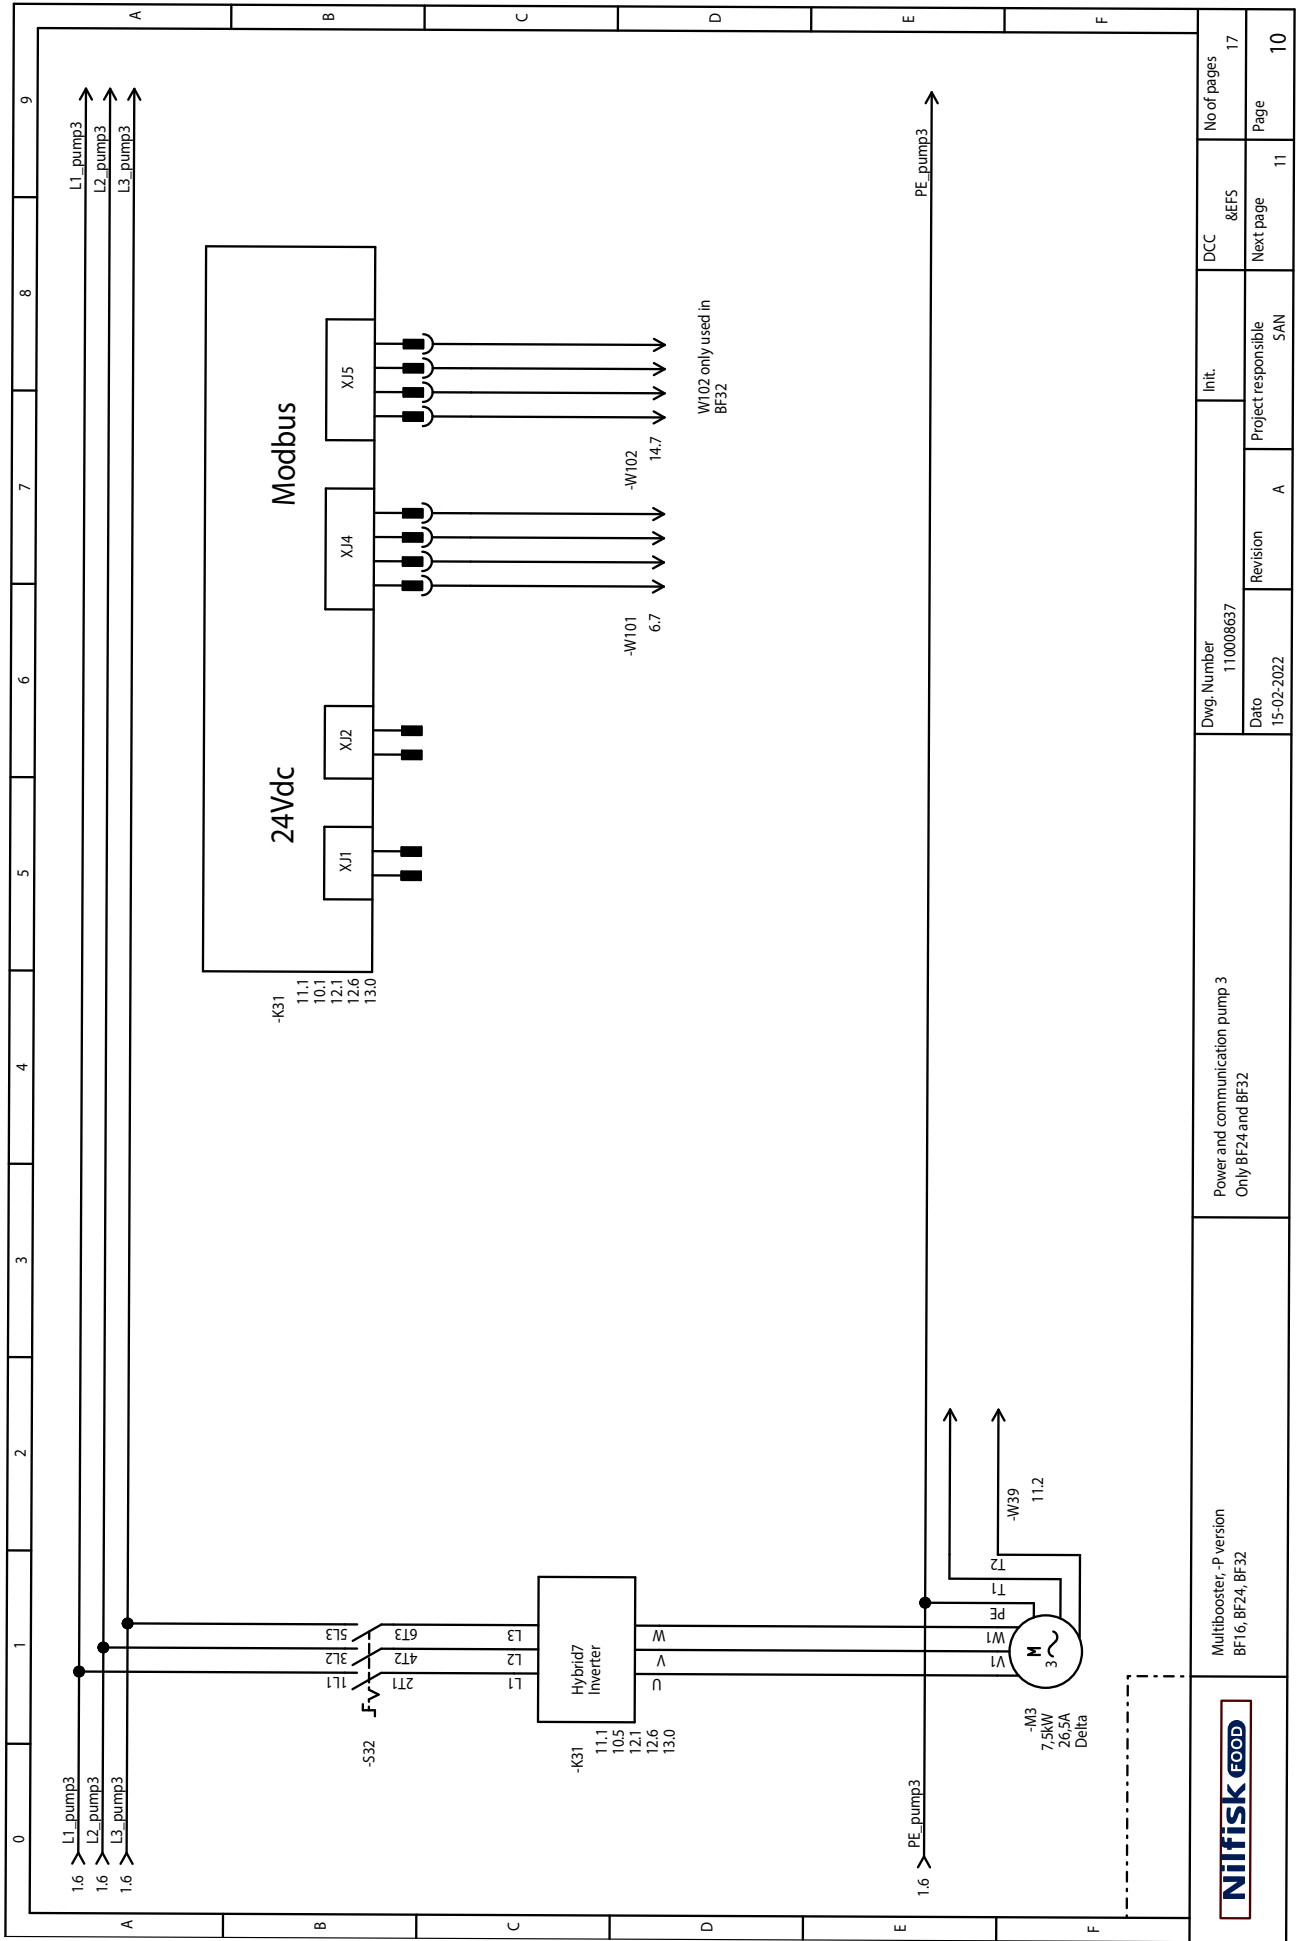 0 1 2 3 4 5 6 7 8 9
A
B
C
D
E
F
A
B
C
D
E
F
1.6 L1_pump3
1.6 L2_pump3
1.6 L3_pump3
L1_pump3
L2_pump3
L3_pump3
-S32
1L1 3L2 5L3
2T1 4T2 6T3
L1 L2 L3
-K31
11.1
10.5
12.1
12.6
13.0
Hybrid7
Inverter
U V W
-K31
11.1
10.1
12.1
12.6
13.0
24Vdc
Modbus
XJ1
XJ2
XJ4
XJ5
-W101
6.7
-W102
14.7
W102 only used in
BF32
1.6 PE_pump3
PE_pump3
V1 W1 PE T1 T2
-M3
7,5kW
26,5A
Delta
M
3
-W39
11.2
Nilfisk FOOD
Multibooster, -P version
BF16, BF24, BF32
Power and communication pump 3
Only BF24 and BF32
Dwg. Number
110008637
Init.
DCC
&EFS
No of pages
17
Dato
15-02-2022
Revision
A
Project responsible
SAN
Next page
11
Page
10